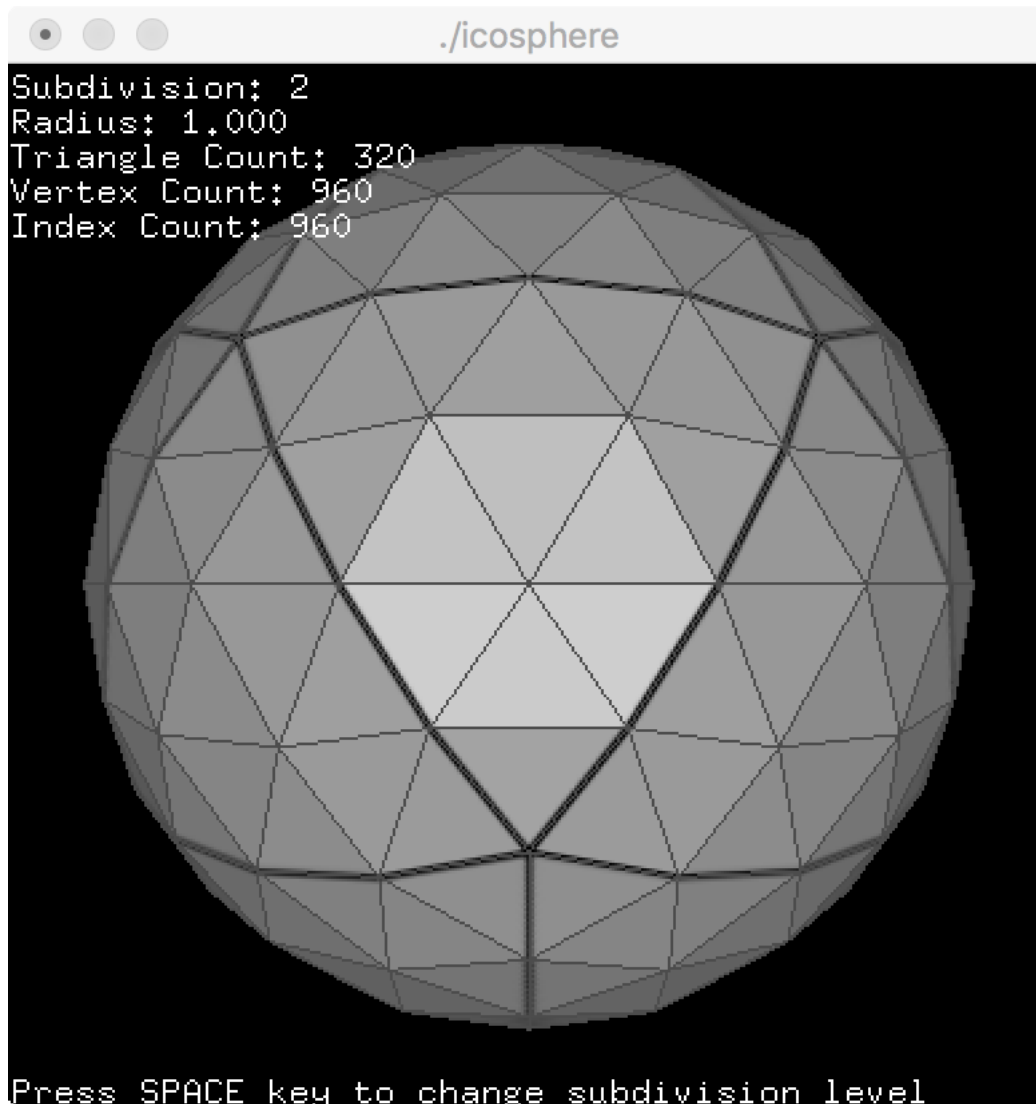 ./icosphere
Subdivision: 2
Radius: 1.000
Triangle Count: 320
Vertex Count: 960
Index Count: 960
Press SPACE key to change subdivision level